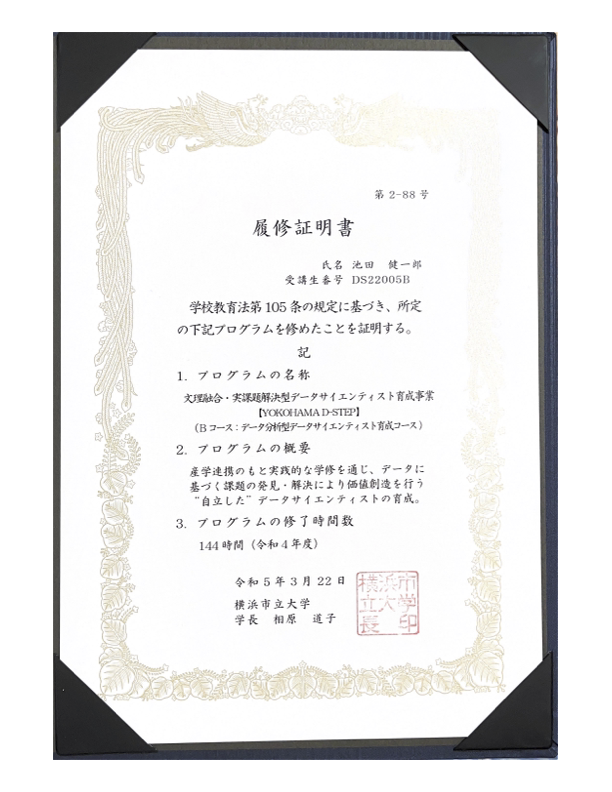 第 2-88 号
履修証明書
氏名 池田 健一郎
受講生番号 DS22005B
学校教育法第 105 条の規定に基づき、所定
の下記プログラムを修めたことを証明する。
記
1. プログラムの名称
文理融合・実課題解決型データサイエンティスト育成事業
【YOKOHAMA D-STEP】
（B コース：データ分析型データサイエンティスト育成コース）
2. プログラムの概要
産学連携のもと実践的な学修を通じ、データに
基づく課題の発見・解決により価値創造を行う
"自立した"データサイエンティストの育成。
3. プログラムの修了時間数
144 時間（令和 4 年度）
令和 5 年 3 月 22 日
横浜市立大学
学長 相原 道子
横浜市
立大学
長印